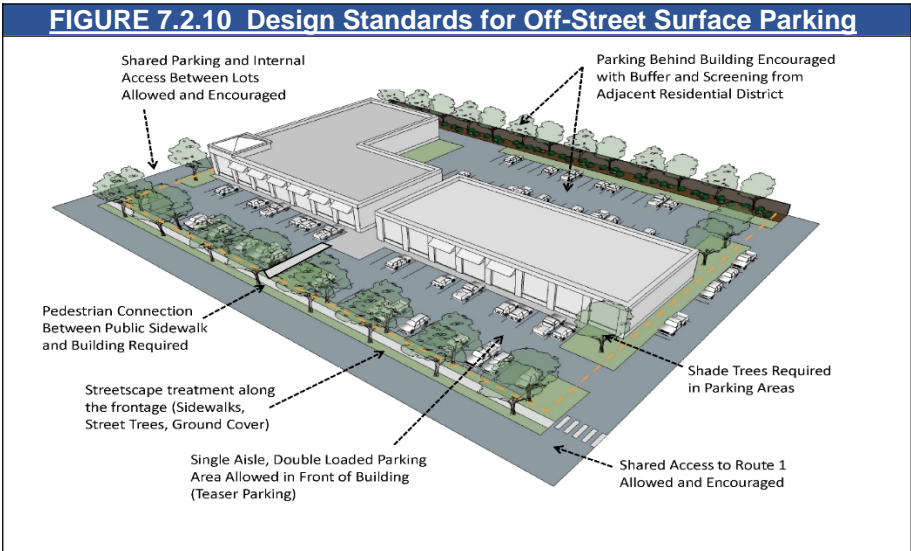 FIGURE 7.2.10 Design Standards for Off-Street Surface Parking
Shared Parking and Internal
Access Between Lots
Allowed and Encouraged
Parking Behind Building Encouraged
with Buffer and Screening from
Adjacent Residential District
Pedestrian Connection
Between Public Sidewalk
and Building Required
Streetscape treatment along
the frontage (Sidewalks,
Street Trees, Ground Cover)
Single Aisle, Double Loaded Parking
Area Allowed in Front of Building
(Teaser Parking)
Shade Trees Required
in Parking Areas
Shared Access to Route 1
Allowed and Encouraged